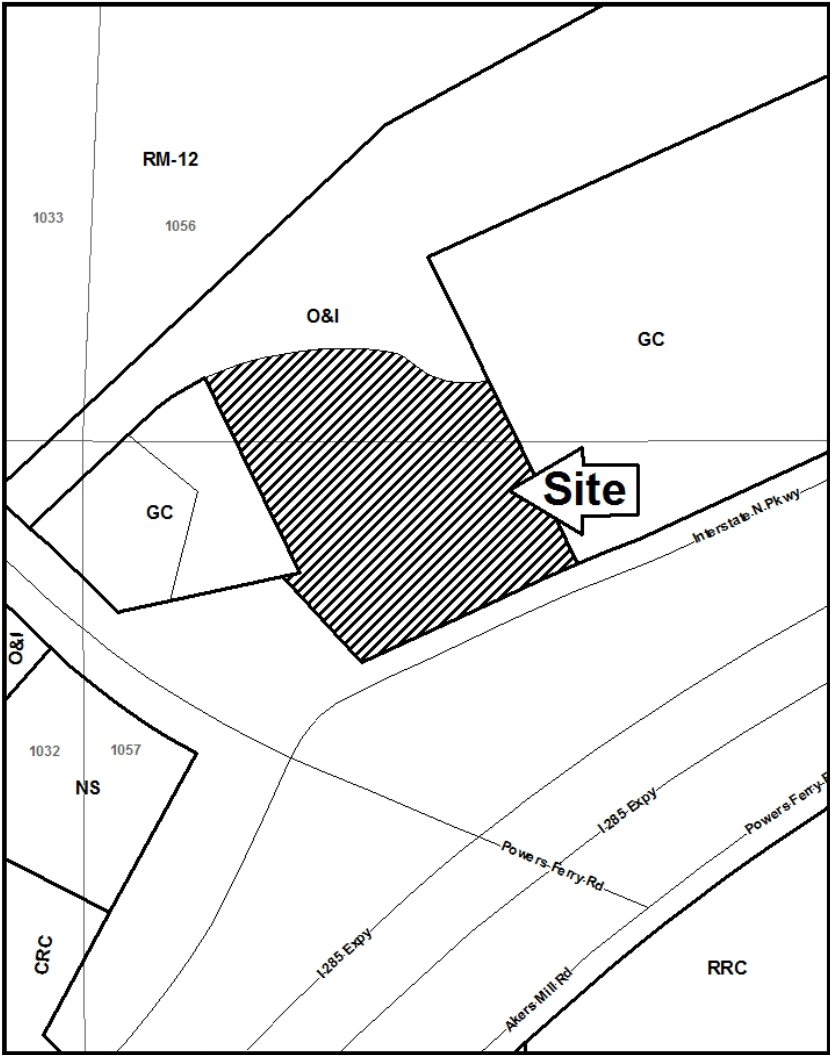 RM-12
1033
1056
O&I
GC
Site
GC
Interstate N Pkwy
O&I
1032
1057
NS
I-285 Expy
Powers Ferry R
Powers Ferry Rd
CRC
I-285 Expy
Akers Mill Rd
RRC